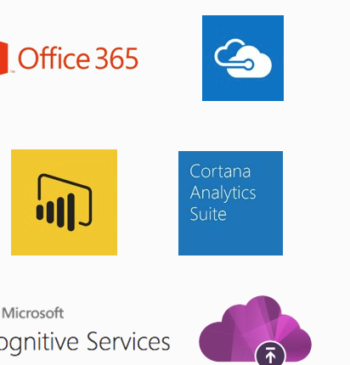 Office 365
Cortana
Analytics
Suite
Microsoft
ognitive Services